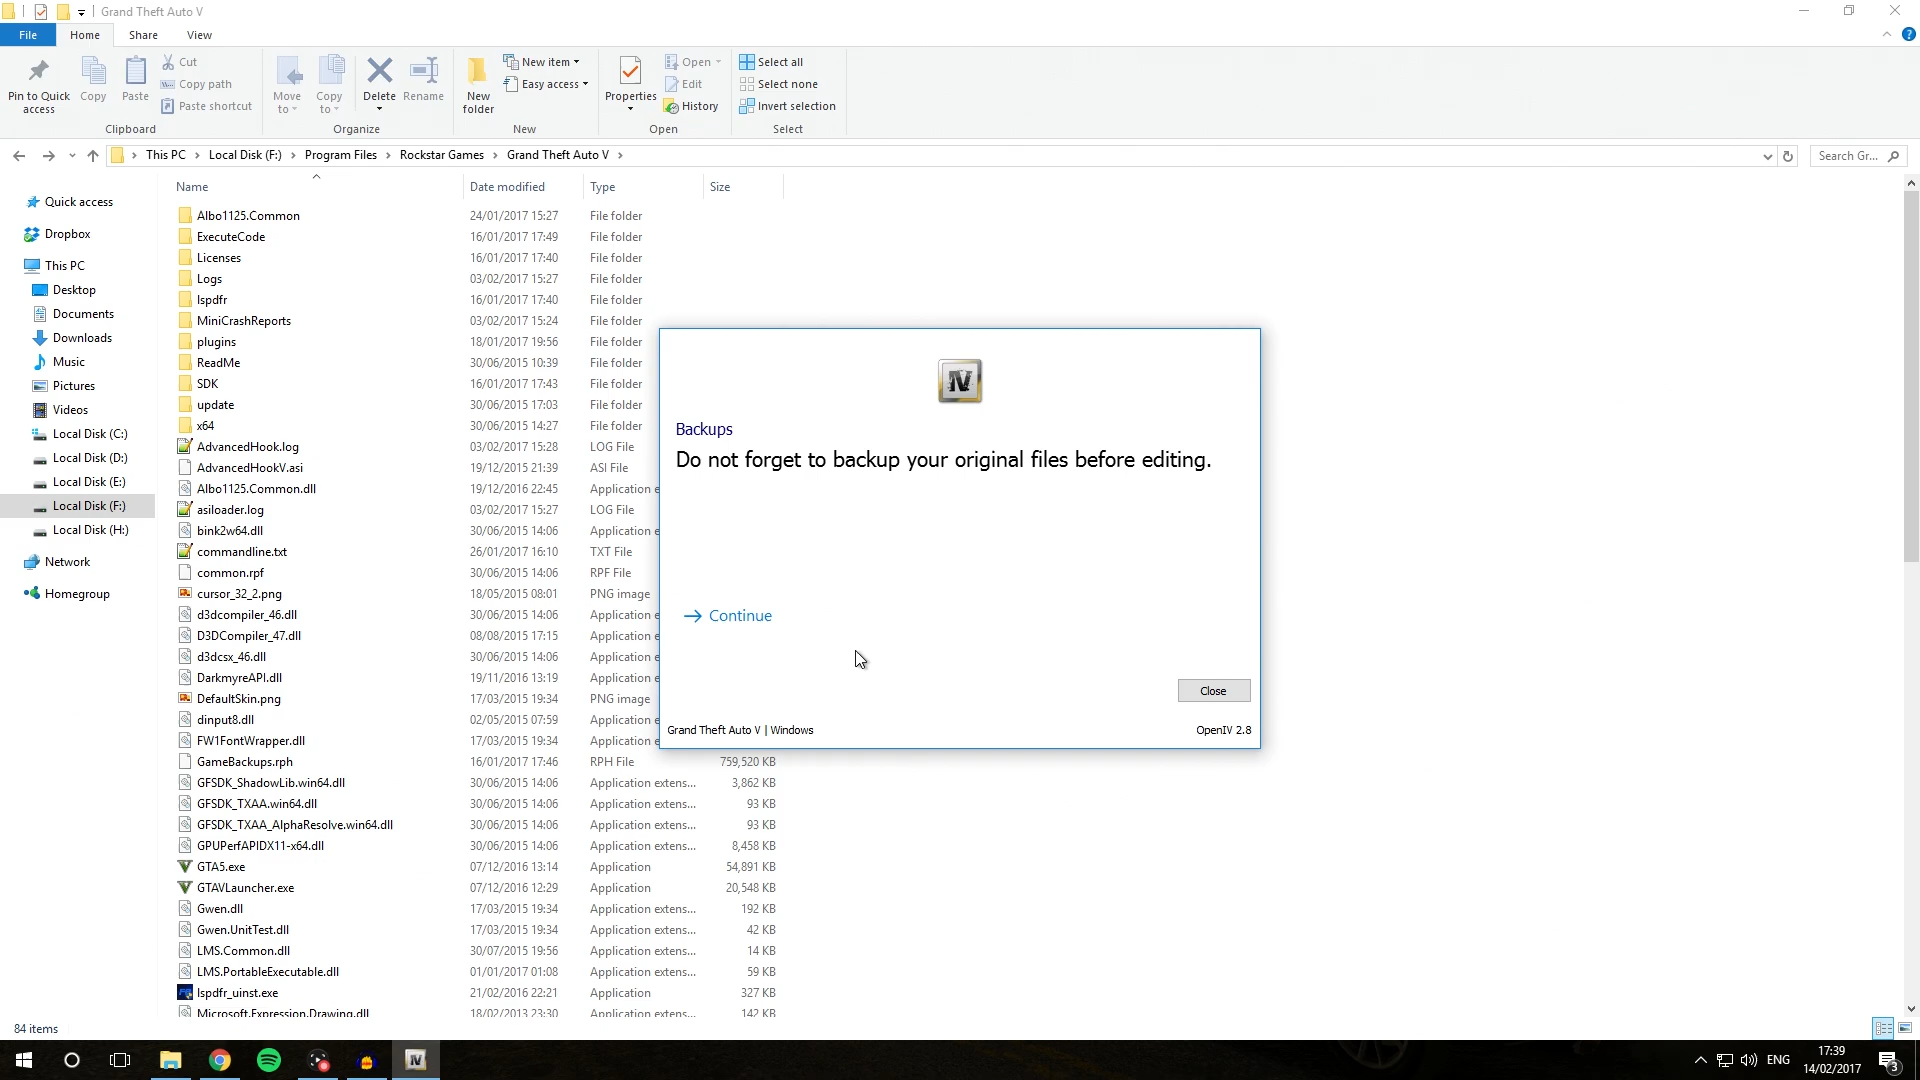 Grand Theft Auto V
File Home Share View
Pin to Quick access
Copy
Paste
Cut
Copy path
Paste shortcut
Clipboard
Move to
Copy to
Delete
Rename
Organize
New folder
New item
Easy access
New
Properties
Open
Edit
History
Open
Select all
Select none
Invert selection
Select
This PC Local Disk (F:) Program Files Rockstar Games Grand Theft Auto V
Search Gr...
Quick access
Dropbox
This PC
Desktop
Documents
Downloads
Music
Pictures
Videos
Local Disk (C:)
Local Disk (D:)
Local Disk (E:)
Local Disk (F:)
Local Disk (H:)
Network
Homegroup
Name Date modified Type Size
Albo1125.Common 24/01/2017 15:27 File folder
ExecuteCode 16/01/2017 17:49 File folder
Licenses 16/01/2017 17:40 File folder
Logs 03/02/2017 15:27 File folder
lspdfr 16/01/2017 17:40 File folder
MiniCrashReports 03/02/2017 15:24 File folder
plugins 18/01/2017 19:56 File folder
ReadMe 30/06/2015 10:39 File folder
SDK 16/01/2017 17:43 File folder
update 30/06/2015 17:03 File folder
x64 30/06/2015 14:27 File folder
AdvancedHook.log 03/02/2017 15:28 LOG File
AdvancedHookV.asi 19/12/2015 21:39 ASI File
Albo1125.Common.dll 19/12/2016 22:45 Application e
asiloader.log 03/02/2017 15:27 LOG File
bink2w64.dll 30/06/2015 14:06 Application e
commandline.txt 26/01/2017 16:10 TXT File
common.rpf 30/06/2015 14:06 RPF File
cursor_32_2.png 18/05/2015 08:01 PNG image
d3dcompiler_46.dll 30/06/2015 14:06 Application e
D3DCompiler_47.dll 08/08/2015 17:15 Application e
d3dcsx_46.dll 30/06/2015 14:06 Application e
DarkmyreAPI.dll 19/11/2016 13:19 Application e
DefaultSkin.png 17/03/2015 19:34 PNG image
dinput8.dll 02/05/2015 07:59 Application e
FW1FontWrapper.dll 17/03/2015 19:34 Application e
GameBackups.rph 16/01/2017 17:46 RPH File 759,520 KB
GFSDK_ShadowLib.win64.dll 30/06/2015 14:06 Application extens... 3,862 KB
GFSDK_TXAA.win64.dll 30/06/2015 14:06 Application extens... 93 KB
GFSDK_TXAA_AlphaResolve.win64.dll 30/06/2015 14:06 Application extens... 93 KB
GPUPerfAPIDX11-x64.dll 30/06/2015 14:06 Application extens... 8,458 KB
GTA5.exe 07/12/2016 13:14 Application 54,891 KB
GTAVLauncher.exe 07/12/2016 12:29 Application 20,548 KB
Gwen.dll 17/03/2015 19:34 Application extens... 192 KB
Gwen.UnitTest.dll 17/03/2015 19:34 Application extens... 42 KB
LMS.Common.dll 30/07/2015 19:56 Application extens... 14 KB
LMS.PortableExecutable.dll 01/01/2017 01:08 Application extens... 59 KB
lspdfr_uinst.exe 21/02/2016 22:21 Application 327 KB
Microsoft.Expression.Drawing.dll 18/02/2013 23:30 Application extens... 142 KB
IV
Backups
Do not forget to backup your original files before editing.
Continue
Close
Grand Theft Auto V | Windows
OpenIV 2.8
84 items
ENG
17:39
14/02/2017
3